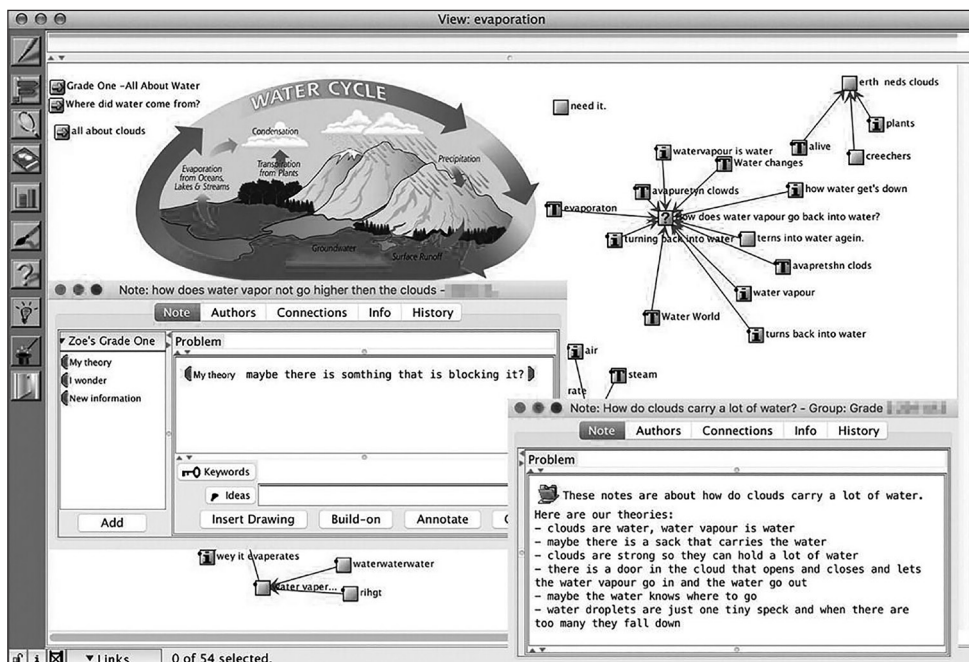 View: evaporation
Grade One -All About Water
Where did water come from?
all about clouds
WATER CYCLE
Condensation
Evaporation
from Oceans,
Lakes & Streams
Transpiration
from Plants
Precipitation
Groundwater
Surface Runoff
need it.
erth neds clouds
plants
alive
creechers
watervapour is water
Water changes
avapuretyn clowds
how water get's down
evaporaton
How does water vapour go back into water?
turning back into water
terns into water agein.
avapretshn clods
water vapour
Water World
turns back into water
air
steam
rate
Note: how does water vapor not go higher then the clouds -
Note Authors Connections Info History
Zoe's Grade One
My theory
I wonder
New information
Add
Problem
My theory maybe there is somthing that is blocking it?
Keywords
Ideas
Insert Drawing Build-on Annotate
Note: How do clouds carry a lot of water? - Group: Grade
Note Authors Connections Info History
Problem
These notes are about how do clouds carry a lot of water.
Here are our theories:
- clouds are water, water vapour is water
- maybe there is a sack that carries the water
- clouds are strong so they can hold a lot of water
- there is a door in the cloud that opens and closes and lets
the water vapour go in and the water go out
- maybe the water knows where to go
- water droplets are just one tiny speck and when there are
too many they fall down
wey it evaperates
waterwaterwater
water vaper...
rihgt
Links 0 of 54 selected.